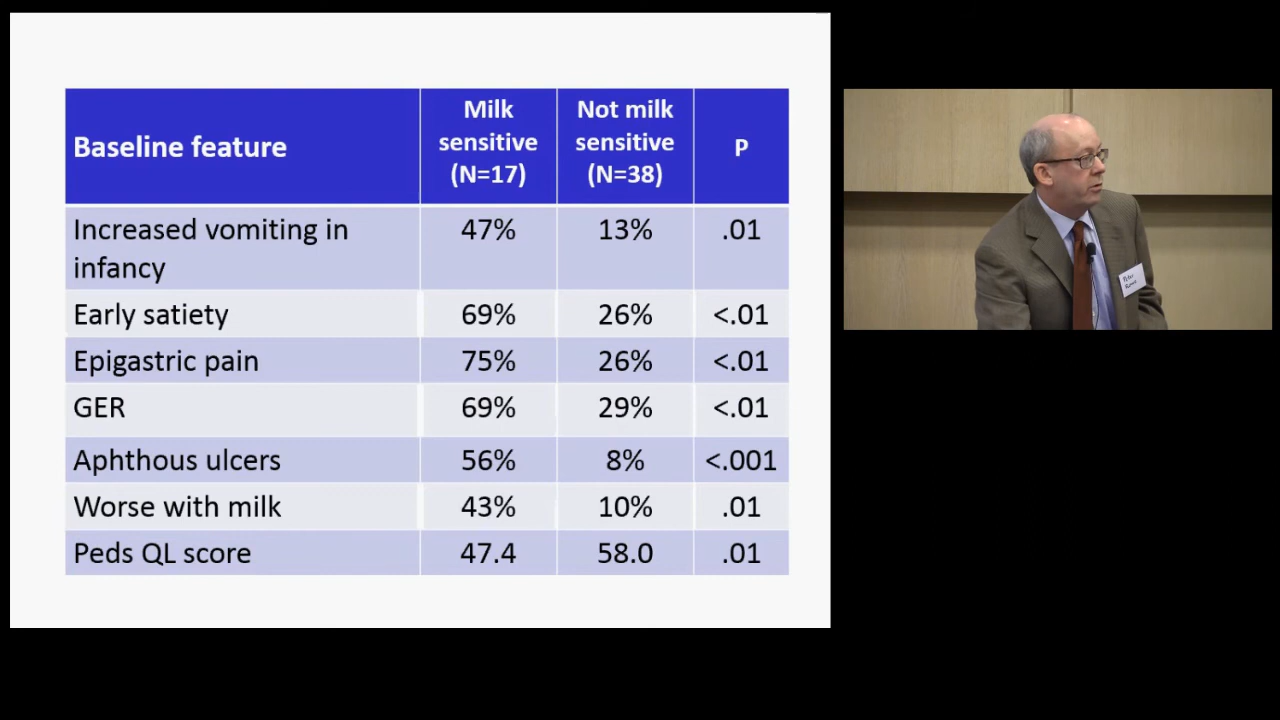 Baseline feature Milk sensitive (N=17) Not milk sensitive (N=38) P
Increased vomiting in infancy 47% 13% .01
Early satiety 69% 26% <.01
Epigastric pain 75% 26% <.01
GER 69% 29% <.01
Aphthous ulcers 56% 8% <.001
Worse with milk 43% 10% .01
Peds QL score 47.4 58.0 .01
Peter
Rowe